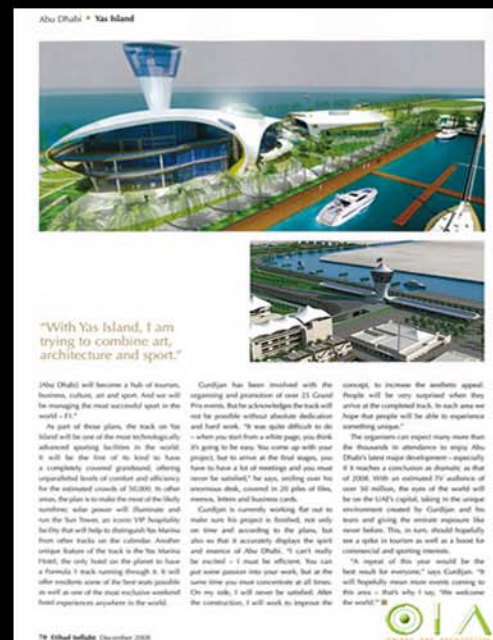 Abu Dhabi • Yas Island
"With Yas Island, I am
trying to combine art,
architecture and sport."
(Abu Dhabi) will become a hub of tourism,
business, culture, art and sport. And we will
be managing the most successful sport in the
world – F1."
As part of those plans, the track on Yas
Island will be one of the most technologically
advanced sporting facilities in the world.
It will be the first of its kind to have
a completely covered grandstand, offering
unparalleled levels of comfort and efficiency
for the estimated crowds of 50,000. In other
areas, the plan is to make the most of the likely
sunshine; solar power will illuminate and
run the Sun Tower, an iconic VIP hospitality
facility that will help to distinguish Yas Marina
from other tracks on the calendar. Another
unique feature of the track is the Yas Marina
Hotel, the only hotel on the planet to have
a Formula 1 track running through it. It will
offer residents some of the best seats possible
as well as one of the most exclusive weekend
hotel experiences anywhere in the world.
Gurdjian has been involved with the
organising and promotion of over 25 Grand
Prix events. But he acknowledges the track will
not be possible without absolute dedication
and hard work. "It was quite difficult to do
– when you start from a white page, you think
it's going to be easy. You come up with your
project, but to arrive at the final stages, you
have to have a lot of meetings and you must
never be satisfied," he says, smiling over his
enormous desk, covered in 20 piles of files,
memos, letters and business cards.
Gurdjian is currently working flat out to
make sure his project is finished, not only
on time and according to the plans, but
also so that it accurately displays the spirit
and essence of Abu Dhabi. "I can't really
be excited – I must be efficient. You can
put some passion into your work, but at the
same time you must concentrate at all times.
On my side, I will never be satisfied. After
the construction, I will work to improve the
concept, to increase the aesthetic appeal.
People will be very surprised when they
arrive at the completed track. In each area we
hope that people will be able to experience
something unique."
The organisers can expect many more than
the thousands in attendance to enjoy Abu
Dhabi's latest major development – especially
if it reaches a conclusion as dramatic as that
of 2008. With an estimated TV audience of
over 50 million, the eyes of the world will
be on the UAE's capital, taking in the unique
environment created by Gurdjian and his
team and giving the emirate exposure like
never before. This, in turn, should hopefully
see a spike in tourism as well as a boost for
commercial and sporting interests.
"A repeat of this year would be the
best result for everyone," says Gurdjian. "It
will hopefully mean more events coming to
this area – that's why I say, 'We welcome
the world.'"
70 Etihad Inflight December 2008
OIA